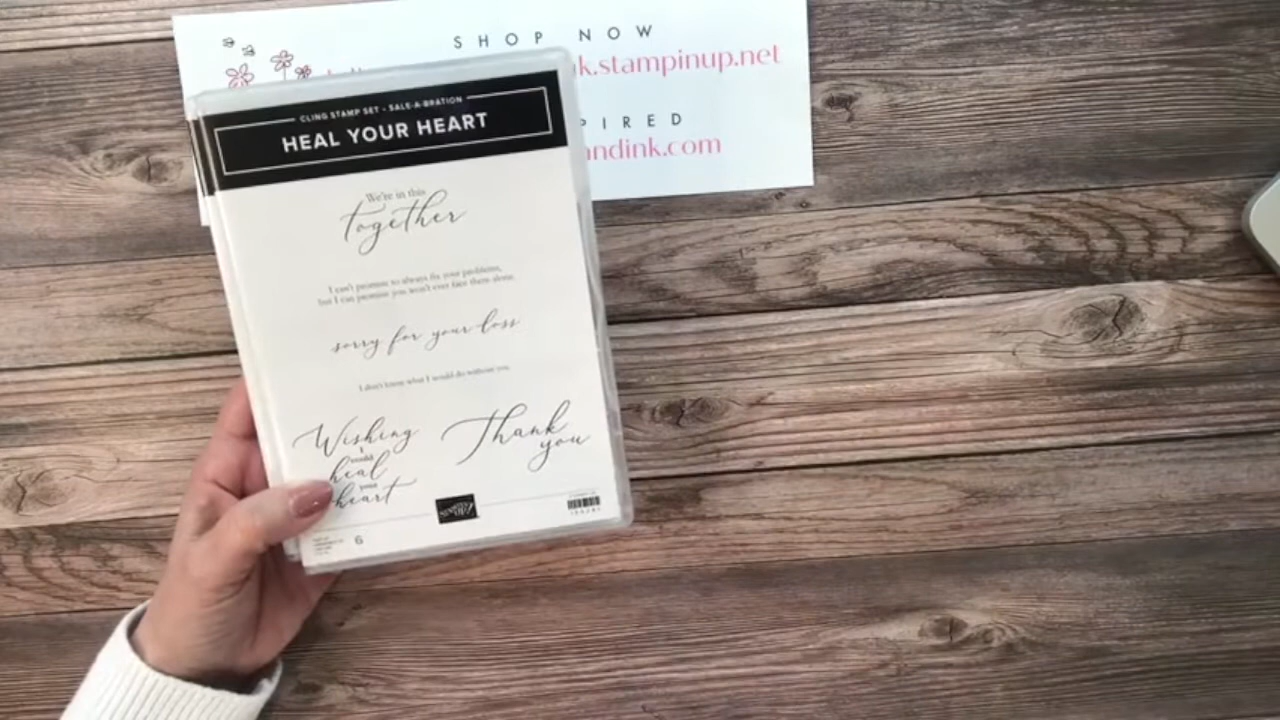 SHOP NOW
k.stampinup.net
PIRED
andink.com
CLING STAMP SET • SALE-A-BRATION
HEAL YOUR HEART
We're in this
together
I can't promise to always fix your problems,
but I can promise you won't ever face them alone.
sorry for your loss
I don't know what I would do without you.
Wishing
I
would
heal
your
heart
Thank
you
6